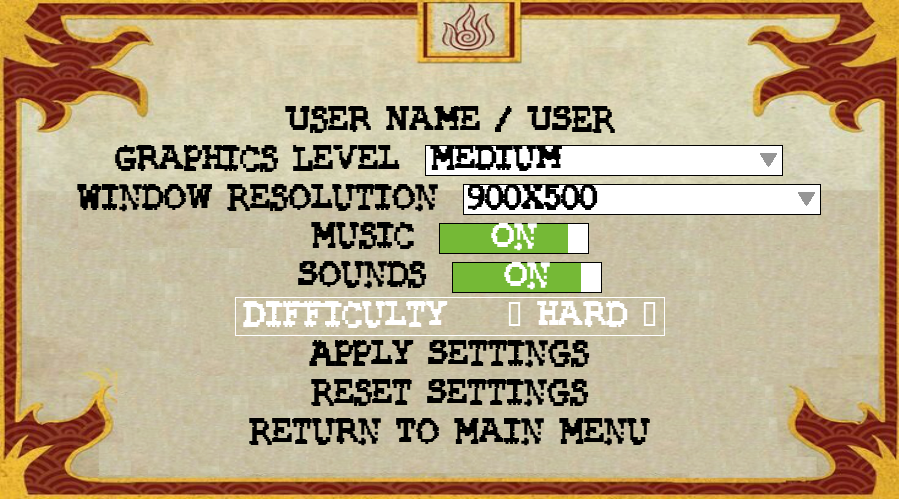 USER NAME / USER
GRAPHICS LEVEL MEDIUM
WINDOW RESOLUTION 900X500
MUSIC ON
SOUNDS ON
DIFFICULTY ▯ HARD ▯
APPLY SETTINGS
RESET SETTINGS
RETURN TO MAIN MENU